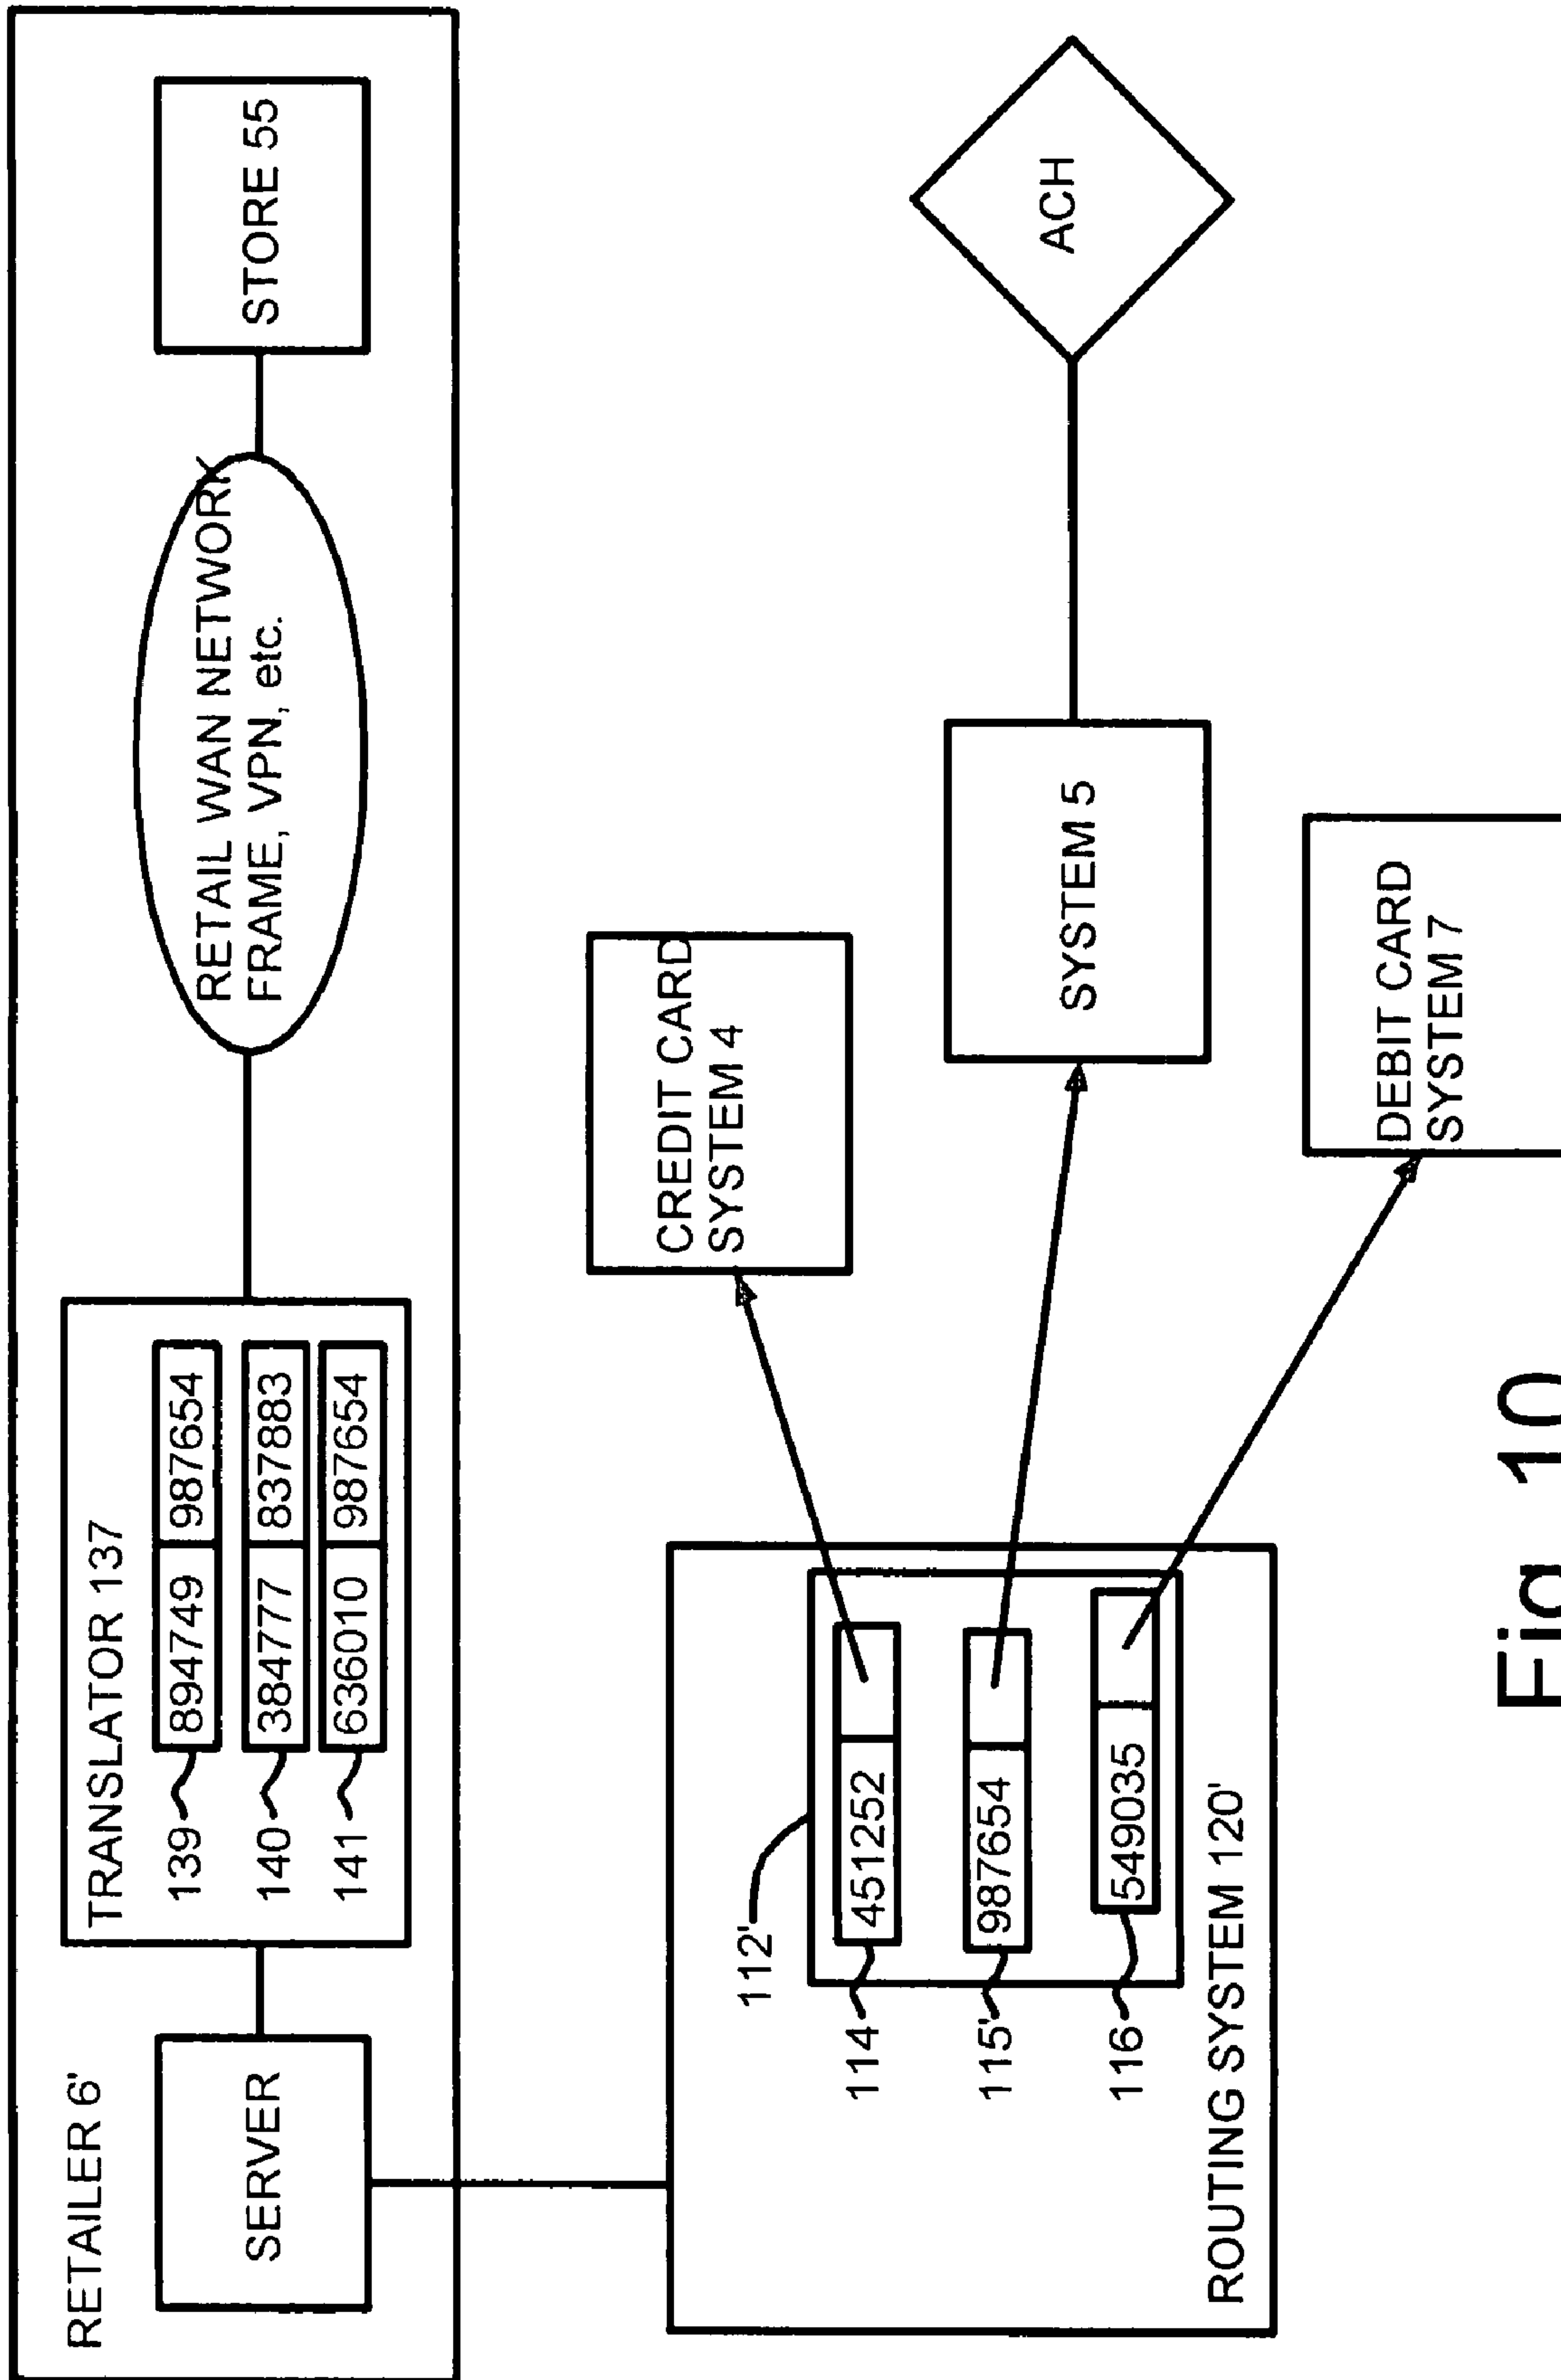 RETAILER 6'
SERVER
TRANSLATOR 137
139
894749 987654
140
384777 837883
141
636010 987654
RETAIL WAN NETWORK
FRAME, VPN, etc.
STORE 55
112'
114
451252
115'
987654
116
549035
ROUTING SYSTEM 120'
CREDIT CARD
SYSTEM 4
SYSTEM 5
ACH
DEBIT CARD
SYSTEM 7
Fig. 10